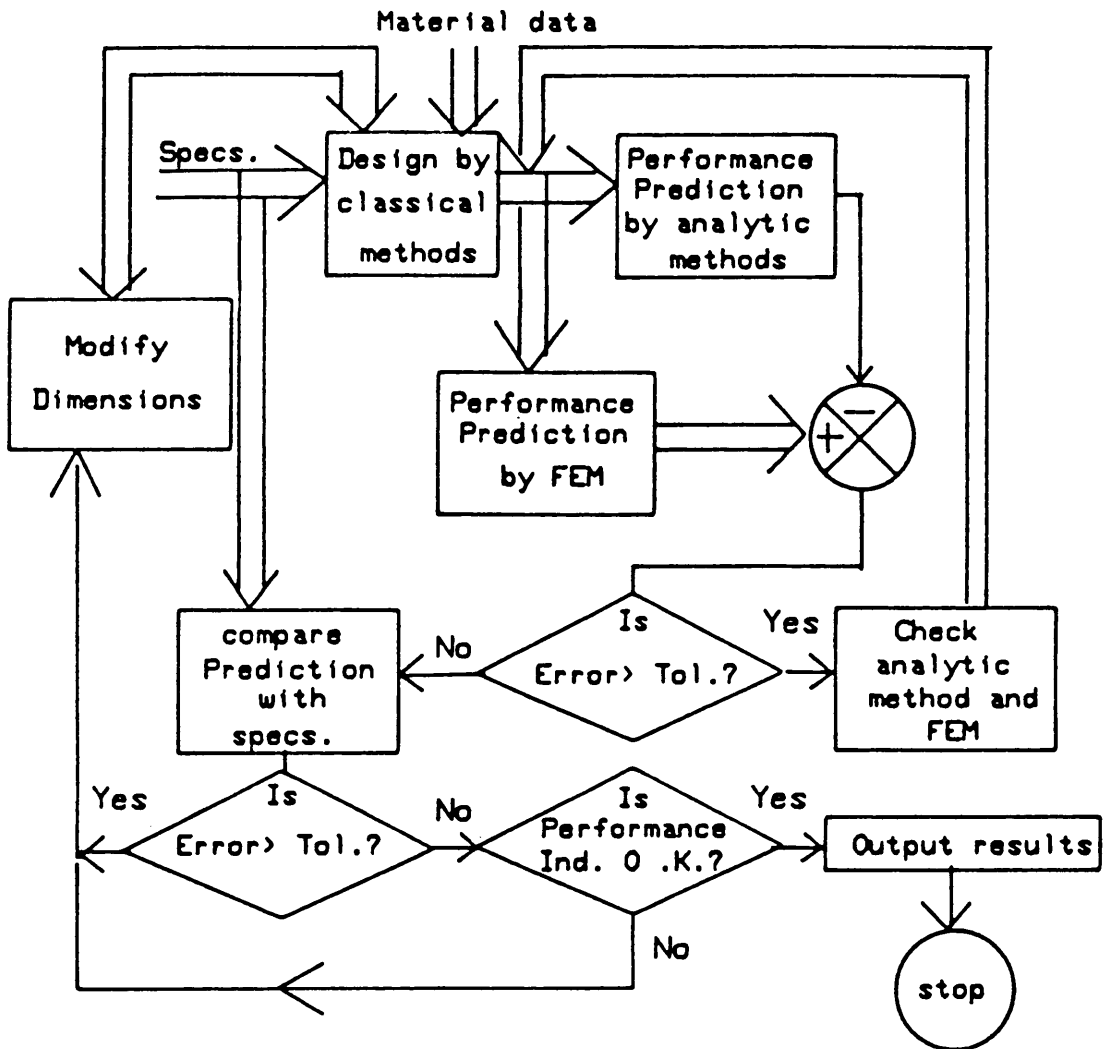 Material data
Specs.
Design by
classical
methods
Performance
Prediction
by analytic
methods
Modify
Dimensions
Performance
Prediction
by FEM
−
+
compare
Prediction
with
specs.
No
Is
Error> Tol.?
Yes
Check
analytic
method and
FEM
Yes
Is
Error> Tol.?
No
Is
Performance
Ind. O .K.?
Yes
Output results
No
stop